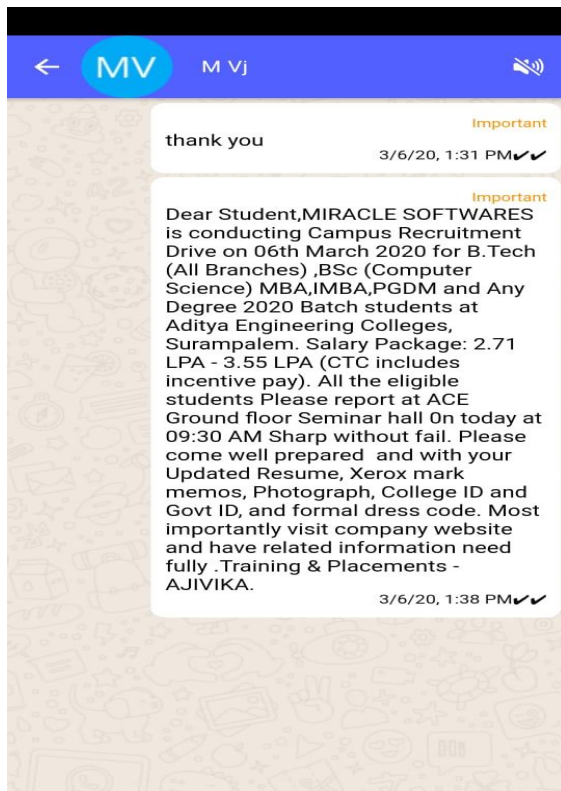 MV
M Vj
Important
thank you
3/6/20, 1:31 PM✔✔
Important
Dear Student,MIRACLE SOFTWARES
is conducting Campus Recruitment
Drive on 06th March 2020 for B.Tech
(All Branches) ,BSc (Computer
Science) MBA,IMBA,PGDM and Any
Degree 2020 Batch students at
Aditya Engineering Colleges,
Surampalem. Salary Package: 2.71
LPA - 3.55 LPA (CTC includes
incentive pay). All the eligible
students Please report at ACE
Ground floor Seminar hall 0n today at
09:30 AM Sharp without fail. Please
come well prepared  and with your
Updated Resume, Xerox mark
memos, Photograph, College ID and
Govt ID, and formal dress code. Most
importantly visit company website
and have related information need
fully .Training & Placements -
AJIVIKA.
3/6/20, 1:38 PM✔✔